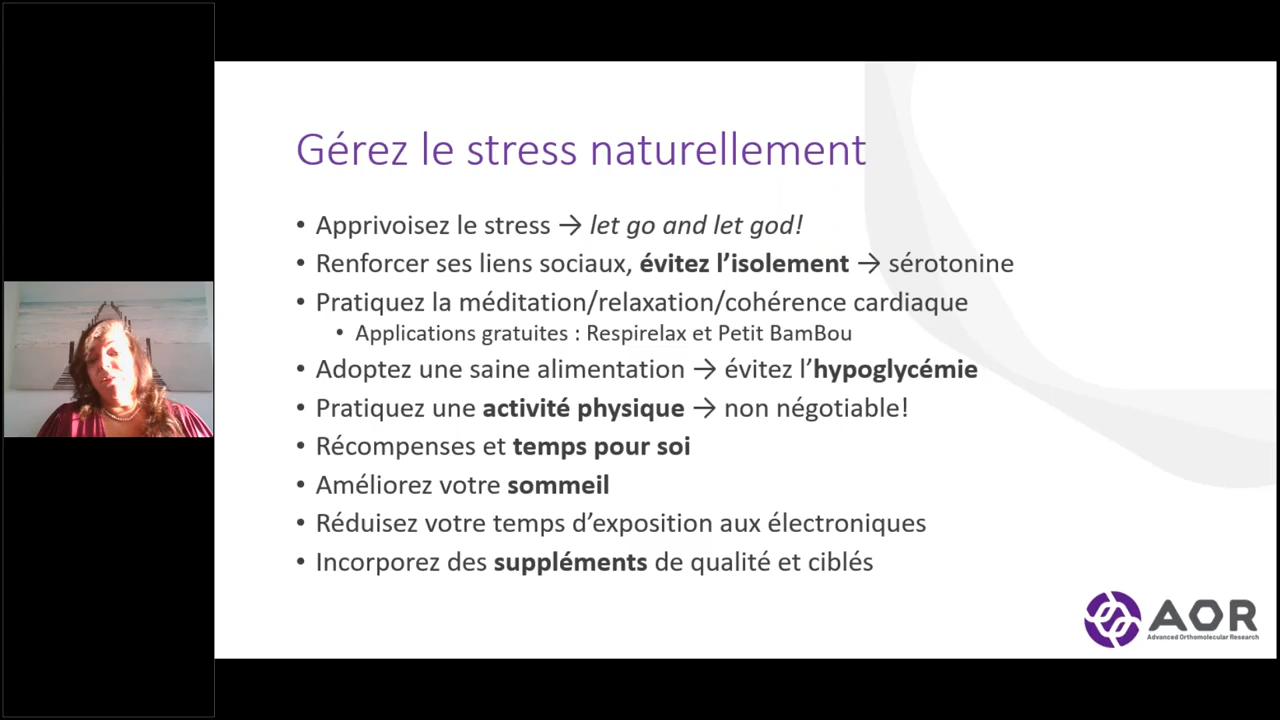 Gérez le stress naturellement
• Apprivoisez le stress → let go and let god!
• Renforcer ses liens sociaux, évitez l’isolement → sérotonine
• Pratiquez la méditation/relaxation/cohérence cardiaque
• Applications gratuites : Respirelax et Petit BamBou
• Adoptez une saine alimentation → évitez l’hypoglycémie
• Pratiquez une activité physique → non négotiable!
• Récompenses et temps pour soi
• Améliorez votre sommeil
• Réduisez votre temps d’exposition aux électroniques
• Incorporez des suppléments de qualité et ciblés
AOR
Advanced Orthomolecular Research